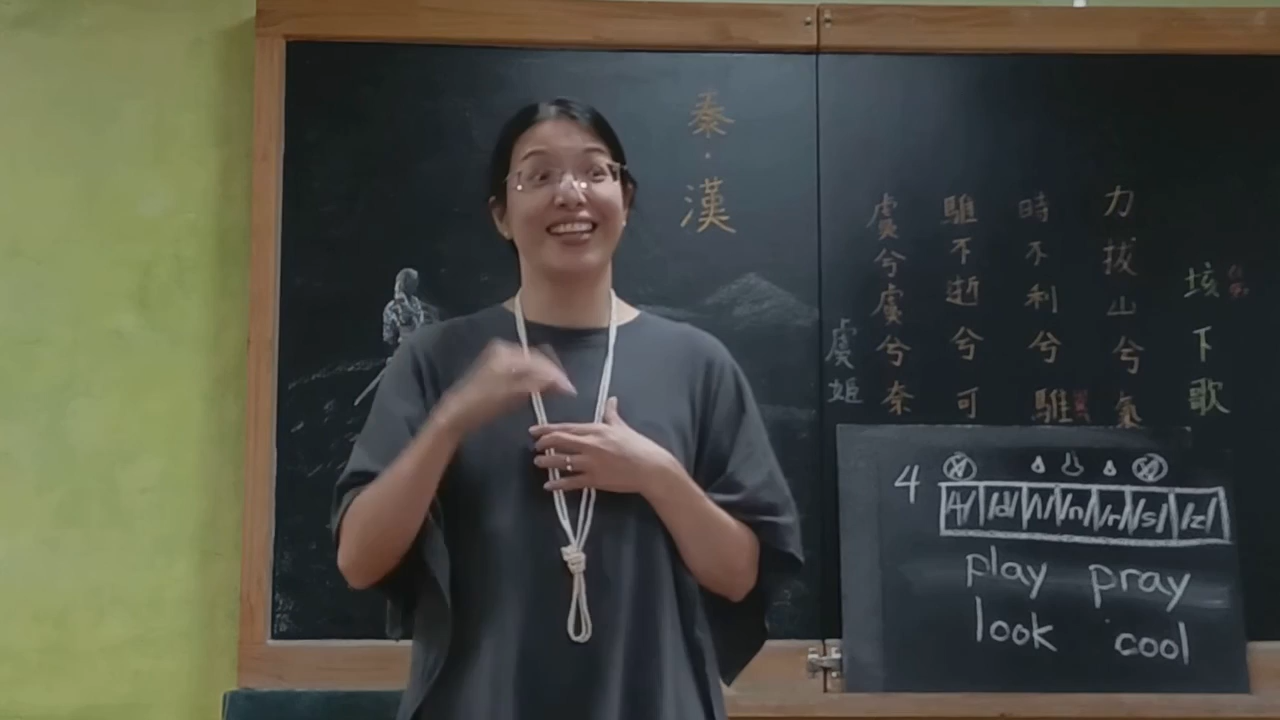 秦·漢
垓下歌
力拔山兮氣
時不利兮騅
騅不逝兮可
虞兮虞兮奈
虞姬
4
/t/ /d/ /l/ /n/ /r/ /s/ /z/
play pray
look cool